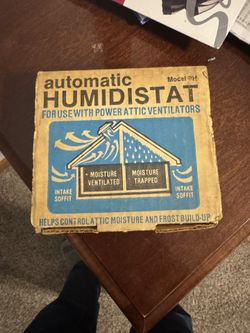 automatic
Model
HUMIDISTAT
FOR USE WITH POWER ATTIC VENTILATORS
• MOISTURE VENTILATED
MOISTURE TRAPPED
INTAKE SOFFIT
INTAKE SOFFIT
HELPS CONTROL ATTIC MOISTURE AND FROST BUILD-UP